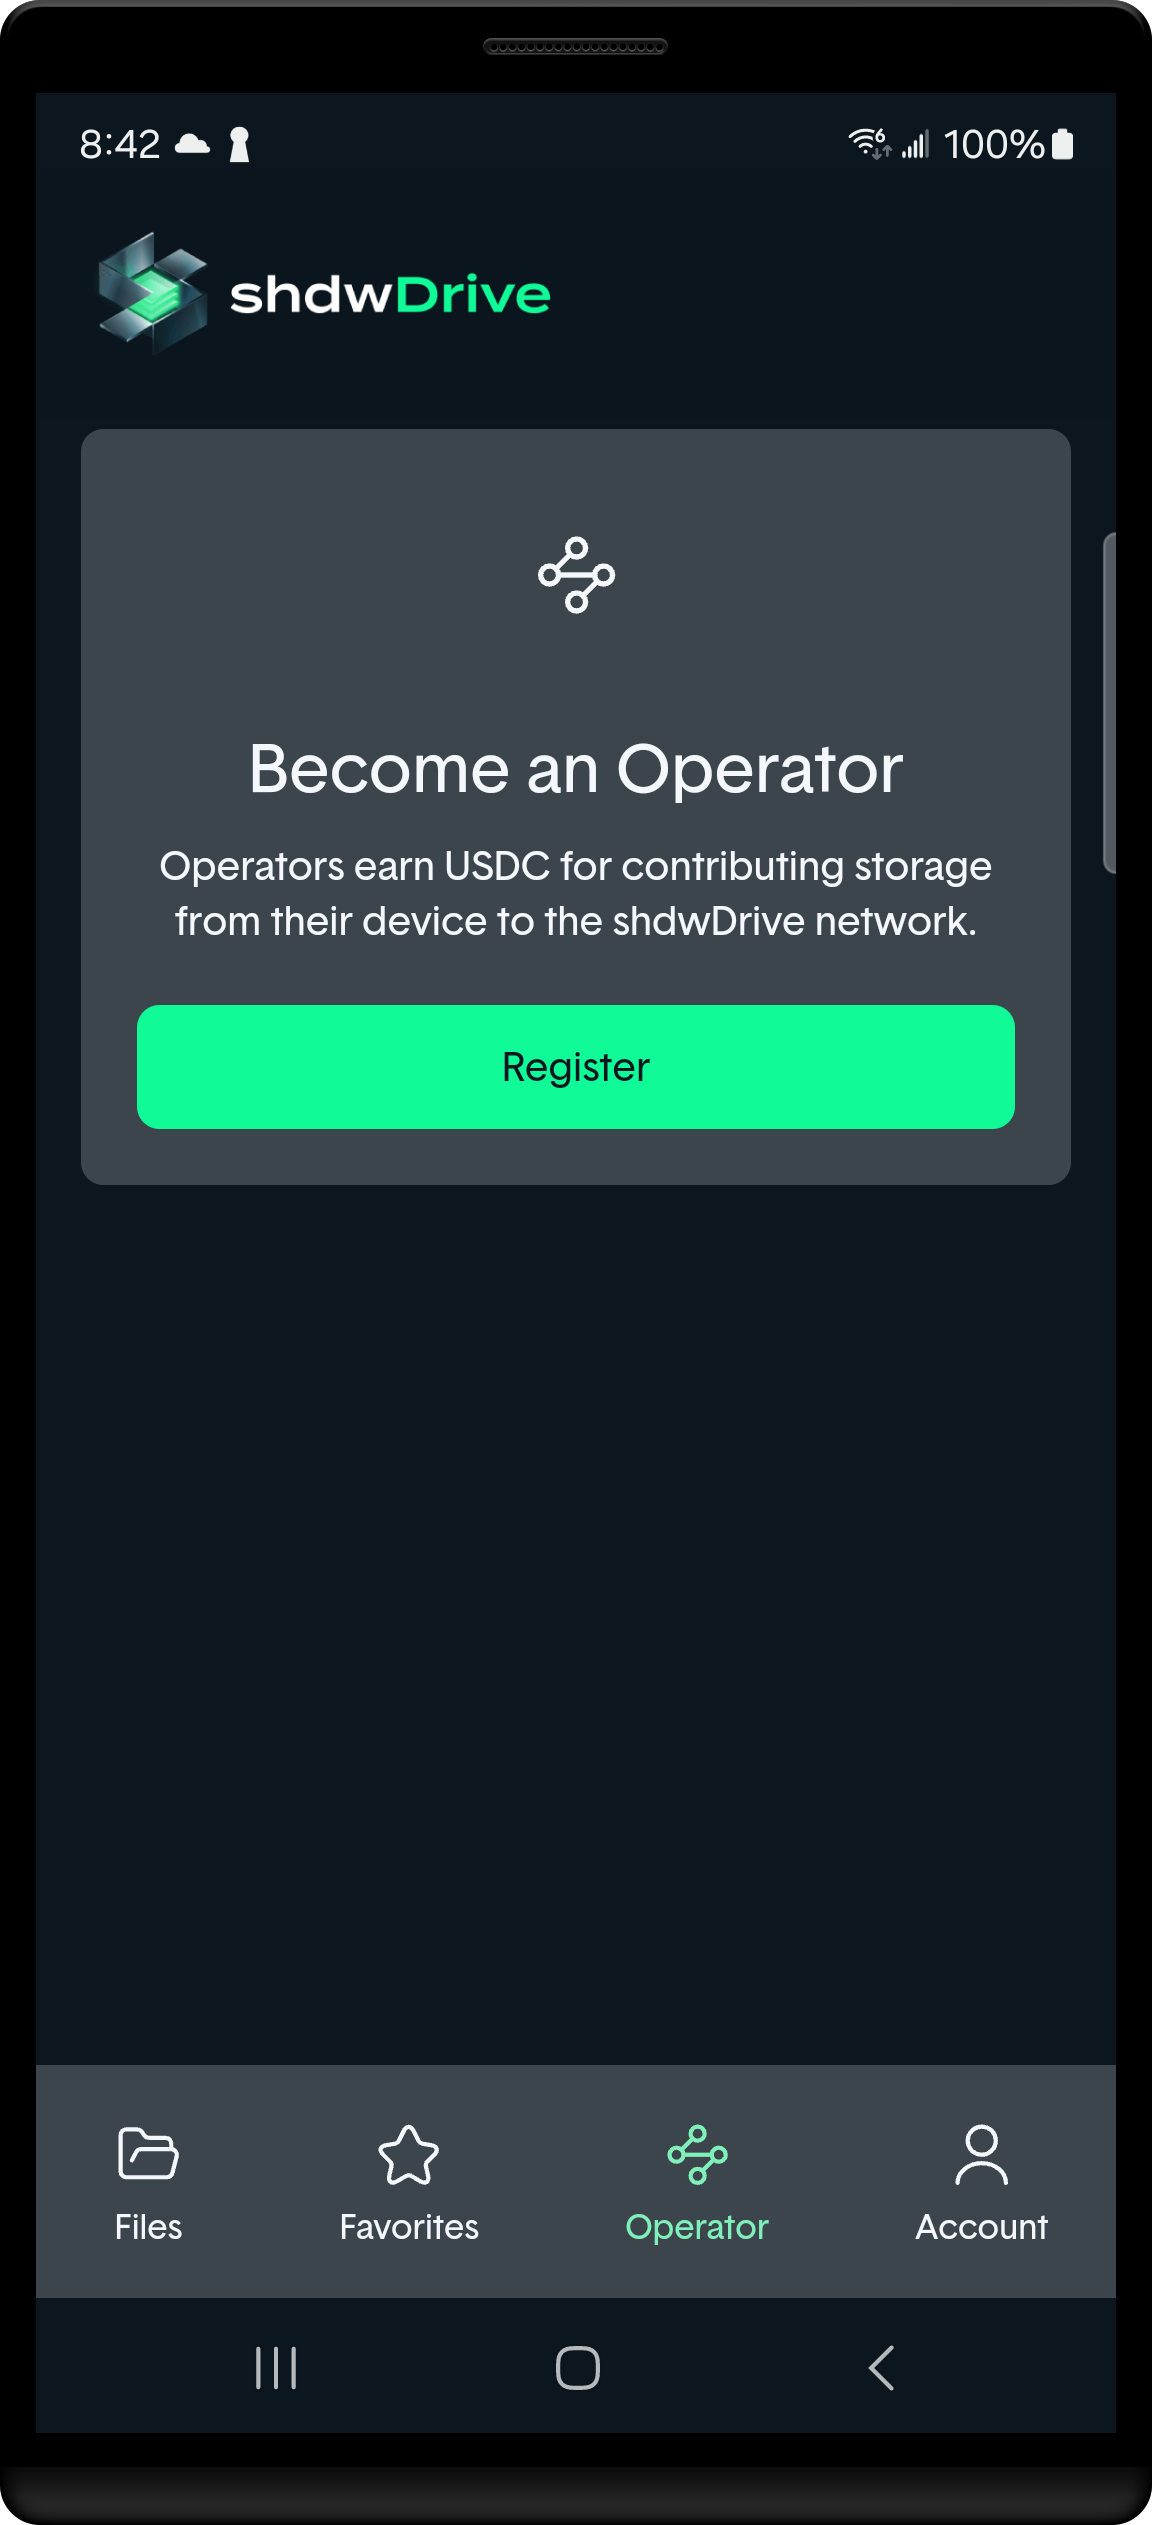 8:42
6
100%
shdwDrive
Become an Operator
Operators earn USDC for contributing storage
from their device to the shdwDrive network.
Register
Files
Favorites
Operator
Account